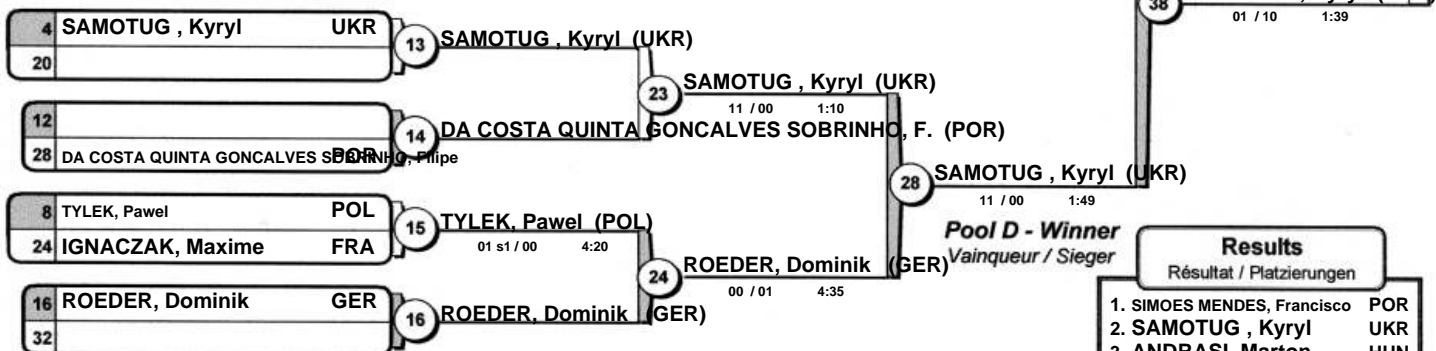 38
01 / 10 1:39
4 SAMOTUG , Kyryl UKR
20
13 SAMOTUG , Kyryl (UKR)
23 SAMOTUG , Kyryl (UKR)
11 / 00 1:10
12
28 DA COSTA QUINTA GONCALVES SOBRINHO, Filipe POR
14 DA COSTA QUINTA GONCALVES SOBRINHO, F. (POR)
28 SAMOTUG , Kyryl (UKR)
11 / 00 1:49
Pool D - Winner
Vainqueur / Sieger
8 TYLEK, Pawel POL
24 IGNACZAK, Maxime FRA
15 TYLEK, Pawel (POL)
01 s1 / 00 4:20
24 ROEDER, Dominik (GER)
00 / 01 4:35
16 ROEDER, Dominik GER
32
16 ROEDER, Dominik (GER)
Results
Résultat / Platzierungen
1. SIMOES MENDES, Francisco POR
2. SAMOTUG , Kyryl UKR
3. ANDRASI, Marton HUN